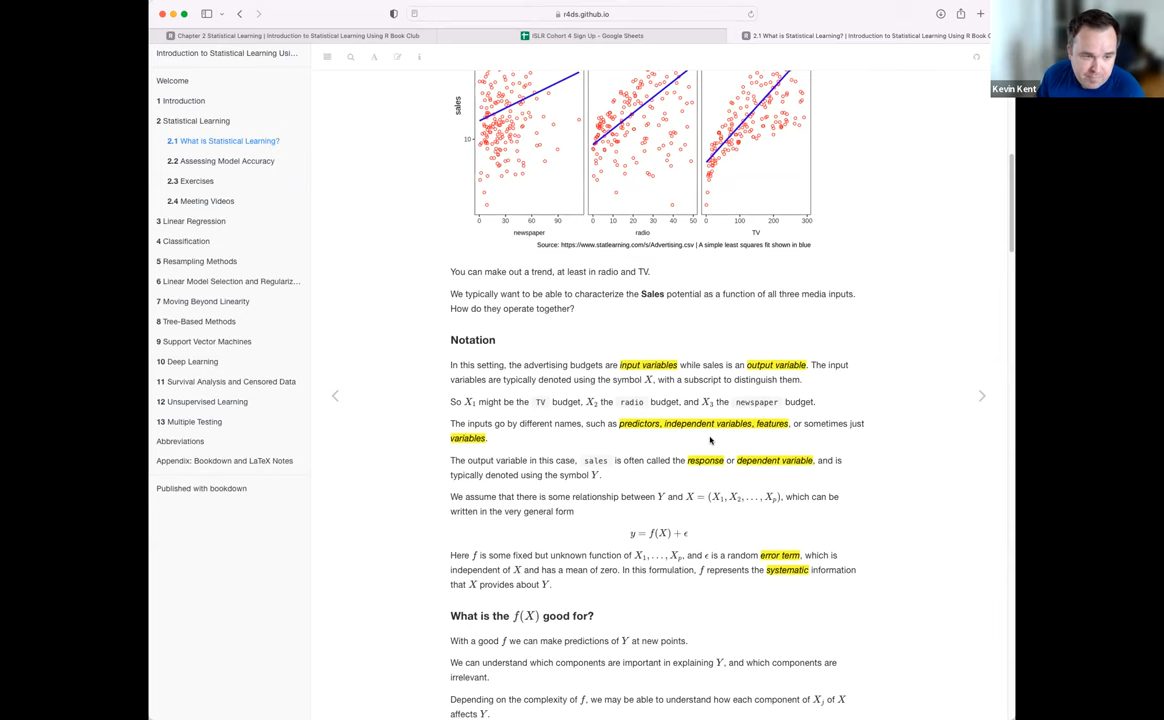 r4ds.github.io
Chapter 2 Statistical Learning | Introduction to Statistical Learning Using R Book Club
ISLR Cohort 4 Sign Up - Google Sheets
2.1 What is Statistical Learning? | Introduction to Statistical Learning Using R Book C
Kevin Kent
Introduction to Statistical Learning Usi...
Welcome
1 Introduction
2 Statistical Learning
2.1 What is Statistical Learning?
2.2 Assessing Model Accuracy
2.3 Exercises
2.4 Meeting Videos
3 Linear Regression
4 Classification
5 Resampling Methods
6 Linear Model Selection and Regulariz...
7 Moving Beyond Linearity
8 Tree-Based Methods
9 Support Vector Machines
10 Deep Learning
11 Survival Analysis and Censored Data
12 Unsupervised Learning
13 Multiple Testing
Abbreviations
Appendix: Bookdown and LaTeX Notes
Published with bookdown
sales
10
0 30 60 90
0 10 20 30 40 50
0 100 200 300
newspaper
radio
TV
Source: https://www.statlearning.com/s/Advertising.csv | A simple least squares fit shown in blue
You can make out a trend, at least in radio and TV.
We typically want to be able to characterize the Sales potential as a function of all three media inputs.
How do they operate together?
Notation
In this setting, the advertising budgets are input variables while sales is an output variable. The input
variables are typically denoted using the symbol X, with a subscript to distinguish them.
So X₁ might be the TV budget, X₂ the radio budget, and X₃ the newspaper budget.
The inputs go by different names, such as predictors, independent variables, features, or sometimes just
variables.
The output variable in this case, sales is often called the response or dependent variable, and is
typically denoted using the symbol Y.
We assume that there is some relationship between Y and X = (X₁, X₂, . . . , Xₚ), which can be
written in the very general form
y = f(X) + ϵ
Here f is some fixed but unknown function of X₁, . . . , Xₚ, and ϵ is a random error term, which is
independent of X and has a mean of zero. In this formulation, f represents the systematic information
that X provides about Y.
What is the f(X) good for?
With a good f we can make predictions of Y at new points.
We can understand which components are important in explaining Y, and which components are
irrelevant.
Depending on the complexity of f, we may be able to understand how each component of Xⱼ of X
affects Y.